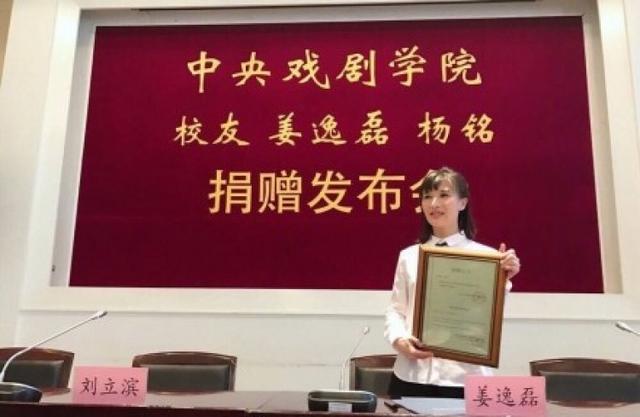 中央戏剧学院
校友 姜逸磊 杨铭
捐赠发布会
刘立滨
姜逸磊